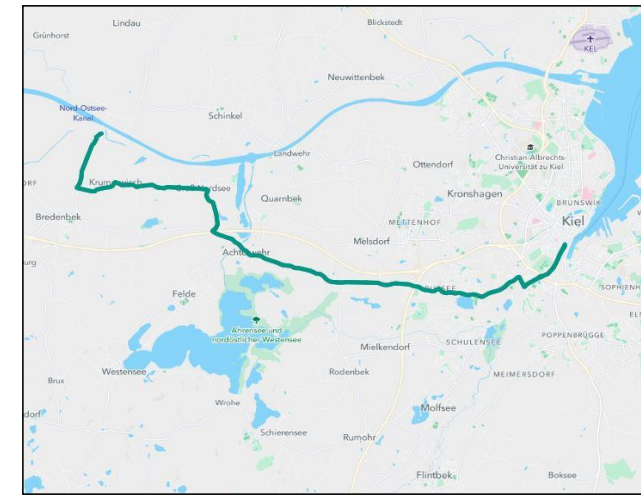 Lindau
Blickstedt
Grünhorst
KEL
Neuwittenbek
Nord-Ostsee-
Kanal
Schinkel
Landwehr
Christian-Albrechts-
Universität zu Kiel
Ottendorf
Kronshagen
Quarnbek
BRUNSWIK
Bredenbek
METTENHOF
Kiel
Melsdorf
Achterwehr
SOPHIENH
Felde
Ahrensee und
nordöstlicher Westensee
POPPENBRÜGGE
SCHULENSEE
Mielkendorf
Westensee
Rodenbek
MEIMERSDORF
Brux
Wrohe
Molfsee
dorf
Schierensee
Rumohr
Flintbek
Boksee